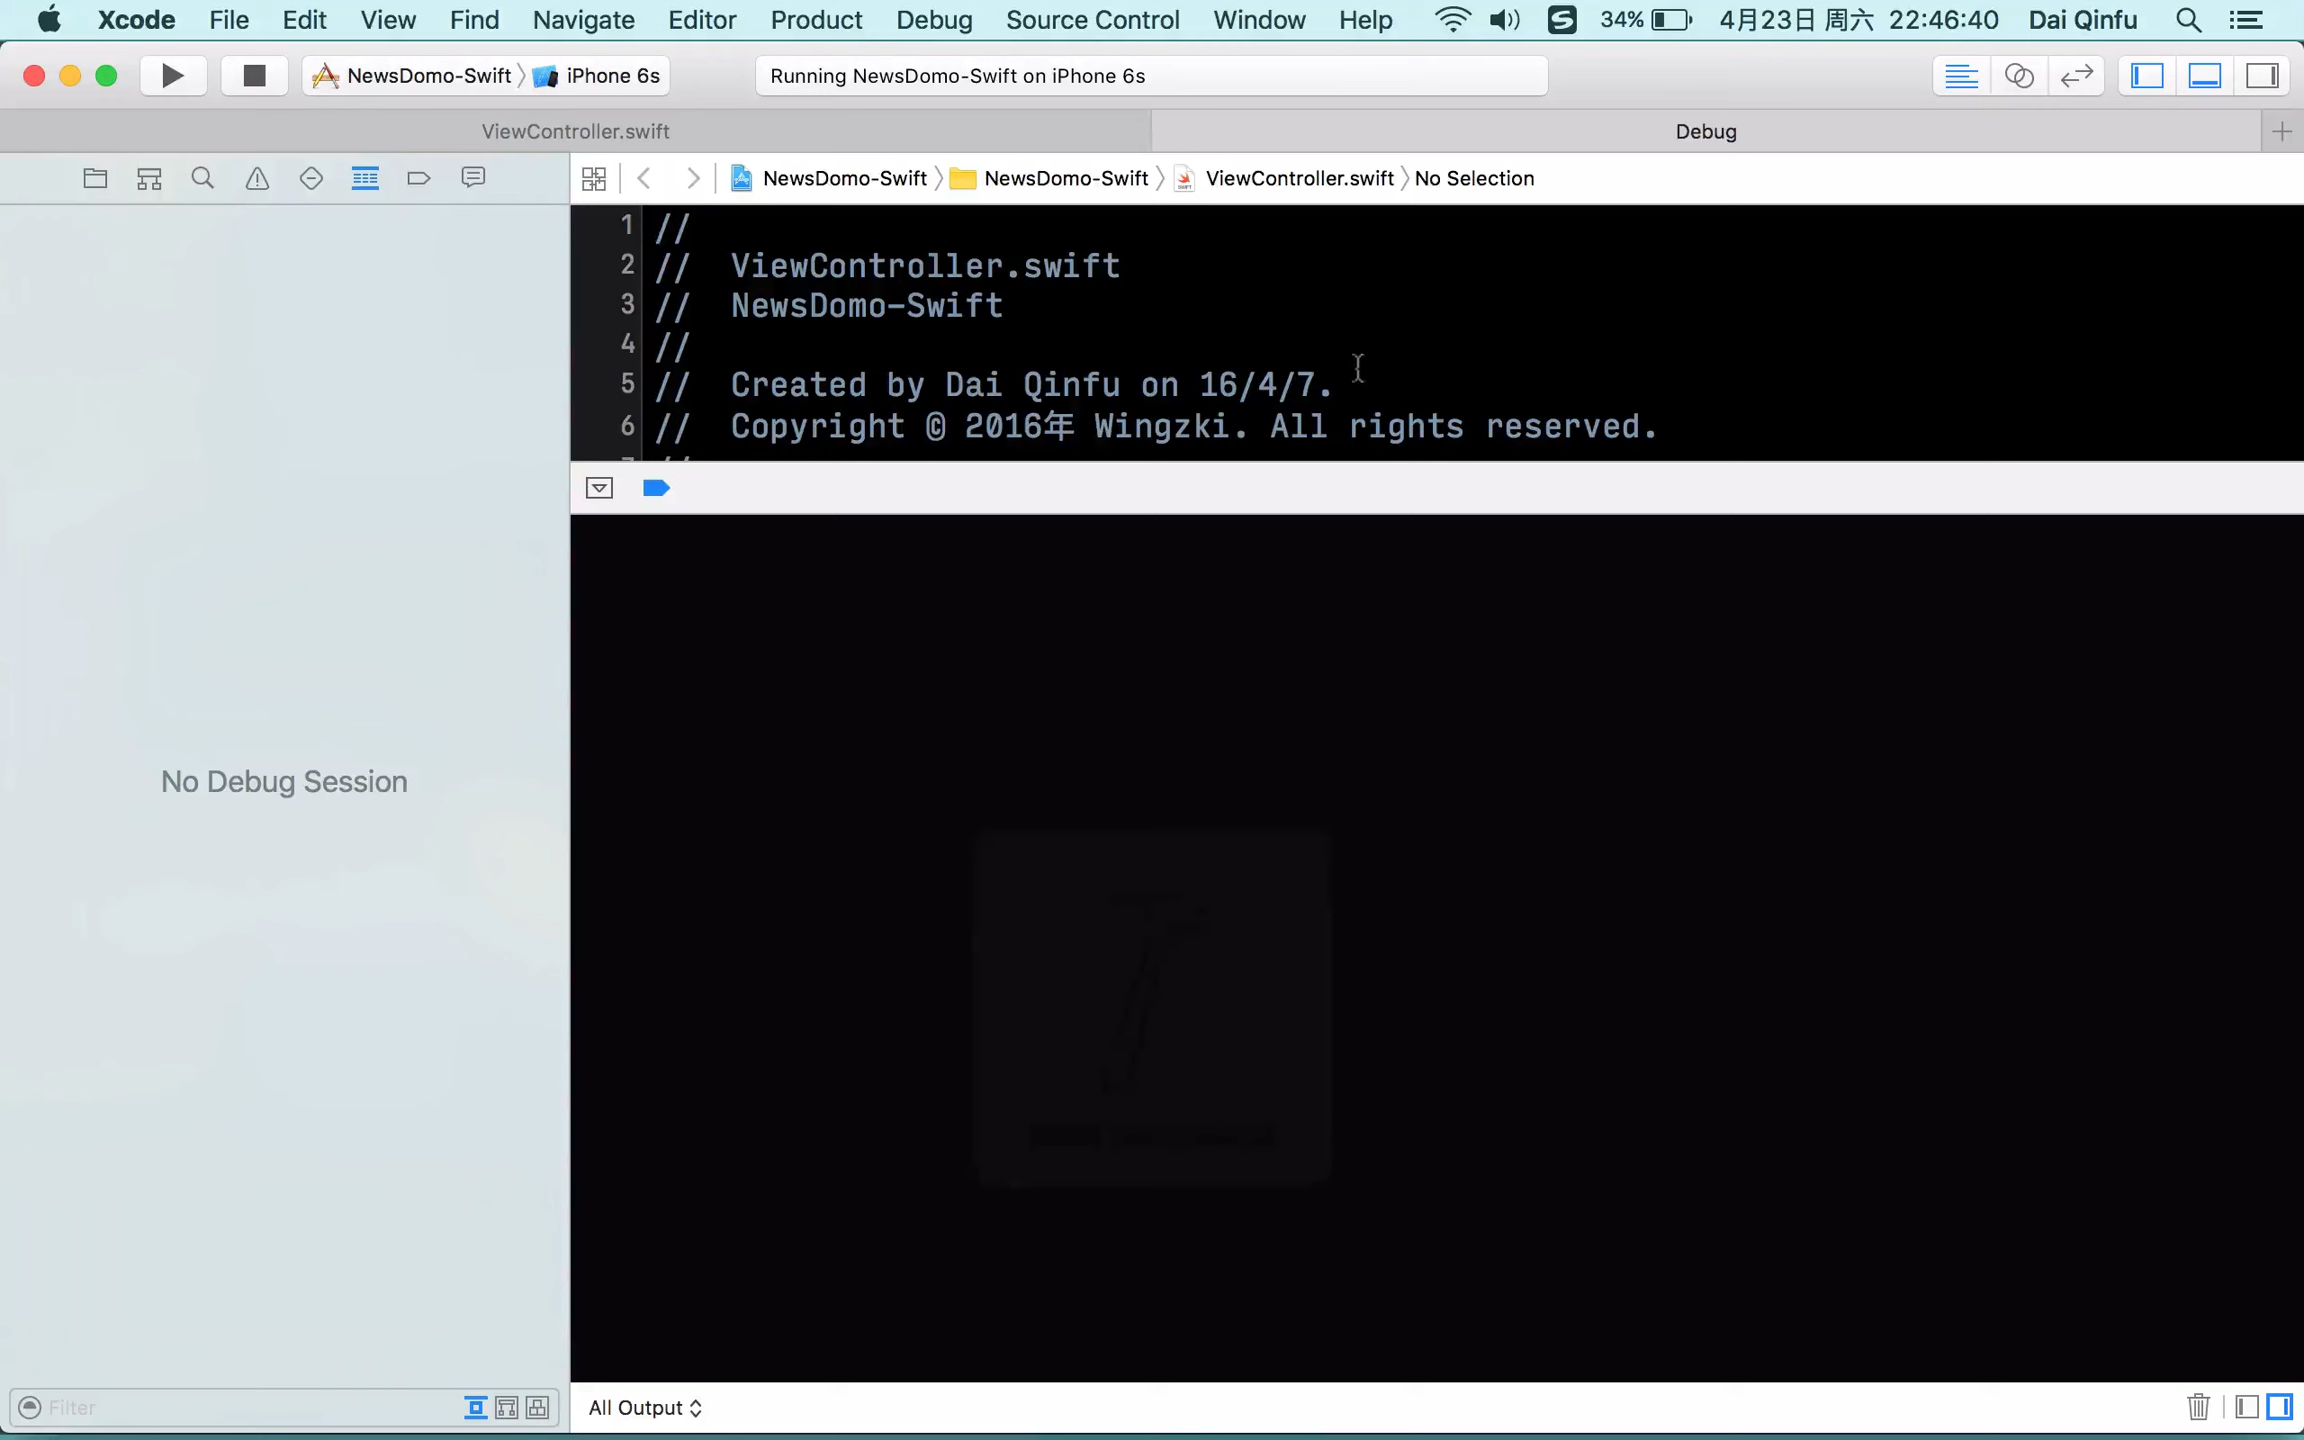 Xcode File Edit View Find Navigate Editor Product Debug Source Control Window Help 34% 4月23日 周六 22:46:40 Dai Qinfu
NewsDomo-Swift iPhone 6s Running NewsDomo-Swift on iPhone 6s
ViewController.swift Debug
NewsDomo-Swift NewsDomo-Swift ViewController.swift No Selection
1 //
2 // ViewController.swift
3 // NewsDomo-Swift
4 //
5 // Created by Dai Qinfu on 16/4/7.
6 // Copyright © 2016年 Wingzki. All rights reserved.
No Debug Session
Filter
All Output